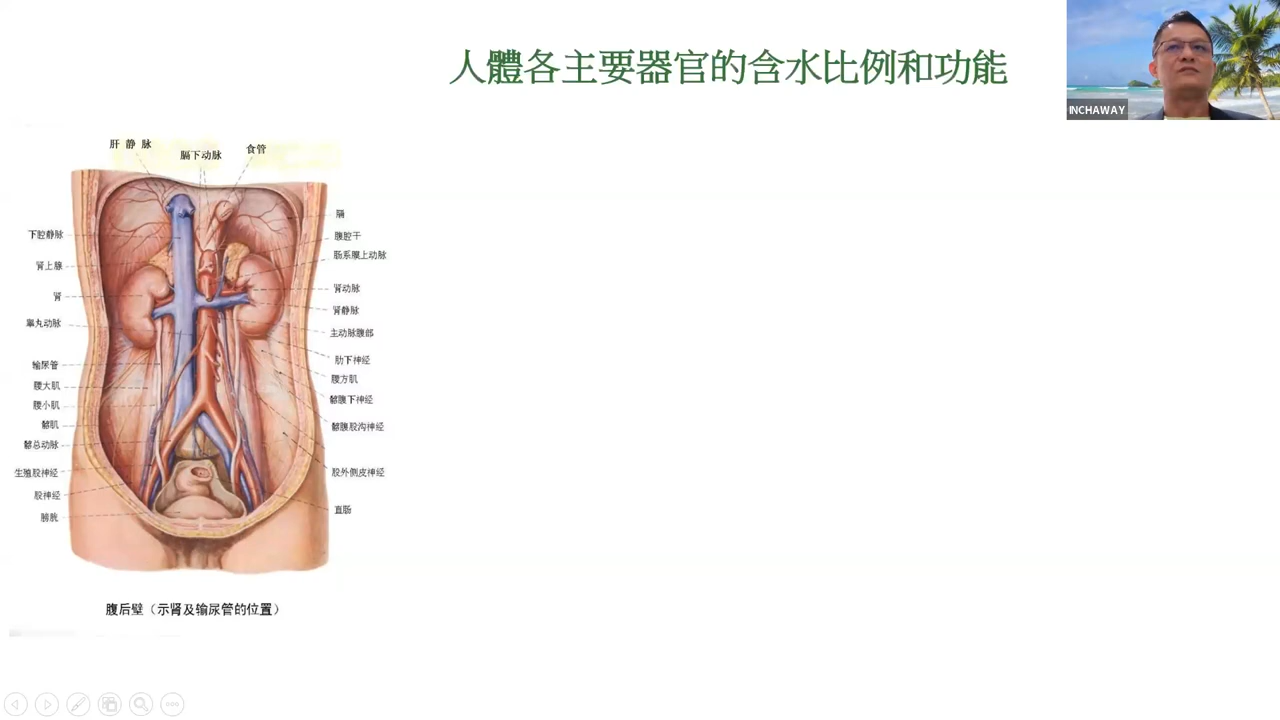 人體各主要器官的含水比例和功能
INCHAWAY
肝静脉
膈下动脉
食管
下腔静脉
肾上腺
肾
睾丸动脉
输尿管
腰大肌
腰小肌
髂肌
髂总动脉
生殖股神经
股神经
膀胱
膈
腹腔干
肠系膜上动脉
肾动脉
肾静脉
主动脉腹部
肋下神经
腰方肌
髂腹下神经
髂腹股沟神经
股外侧皮神经
直肠
腹后壁（示肾及输尿管的位置）